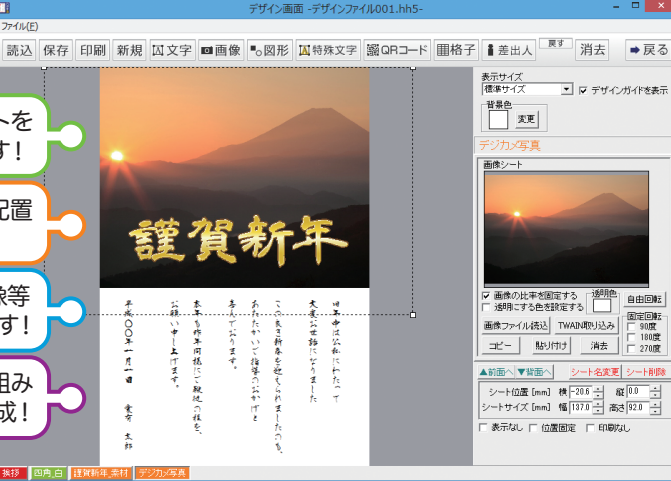 デザイン画面 -デザインファイル001.hh5-
ファイル(F)
読込 保存 印刷 新規 文字 画像 図形 特殊文字 QRコード 格子 差出人 戻す 消去 戻る
トを
す!
配置
像等
す!
組み
成!
謹賀新年
旧年中は公私にわたって
大変お世話になりました
この良き新春を迎えられましたのも、
あたたかいご指導のおかげと
喜んでおります。
本年も昨年同様にご鞭撻の程を、
お願い申し上げます。
平成〇〇年一月一日
太郎
表示サイズ
標準サイズ デザインガイドを表示
背景色
変更
デジカメ写真
画像シート
画像の比率を固定する 透明色 自由回転
透明にする色を設定する
固定回転
画像ファイル読込 TWAIN取り込み 90度
180度
コピー 貼り付け 消去 270度
▲前面へ ▼背面へ シート名変更 シート削除
シート位置 [mm] 横 -20.6 縦 0.0
シートサイズ [mm] 幅 137.0 高さ 92.0
表示なし 位置固定 印刷なし
挨拶 四角_白 謹賀新年_素材 デジカメ写真